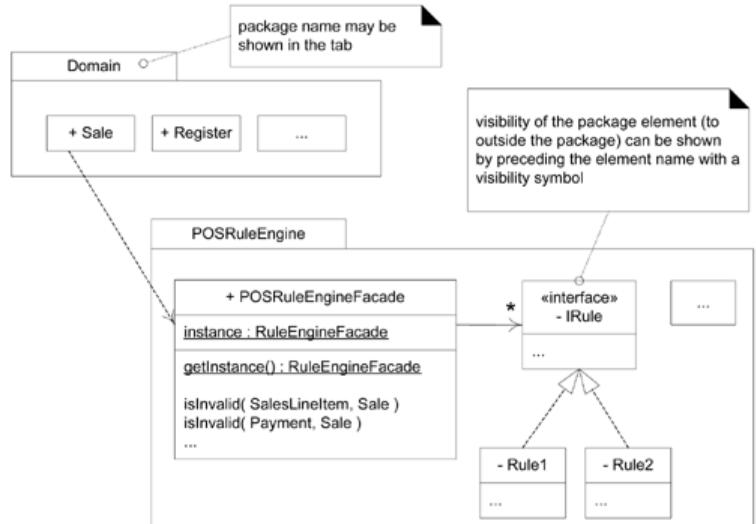 package name may be
shown in the tab
Domain
+ Sale
+ Register
...
visibility of the package element (to
outside the package) can be shown
by preceding the element name with a
visibility symbol
POSRuleEngine
+ POSRuleEngineFacade
instance : RuleEngineFacade
getInstance() : RuleEngineFacade
isInvalid( SalesLineItem, Sale )
isInvalid( Payment, Sale )
...
*
«interface»
- IRule
...
...
- Rule1
...
- Rule2
...